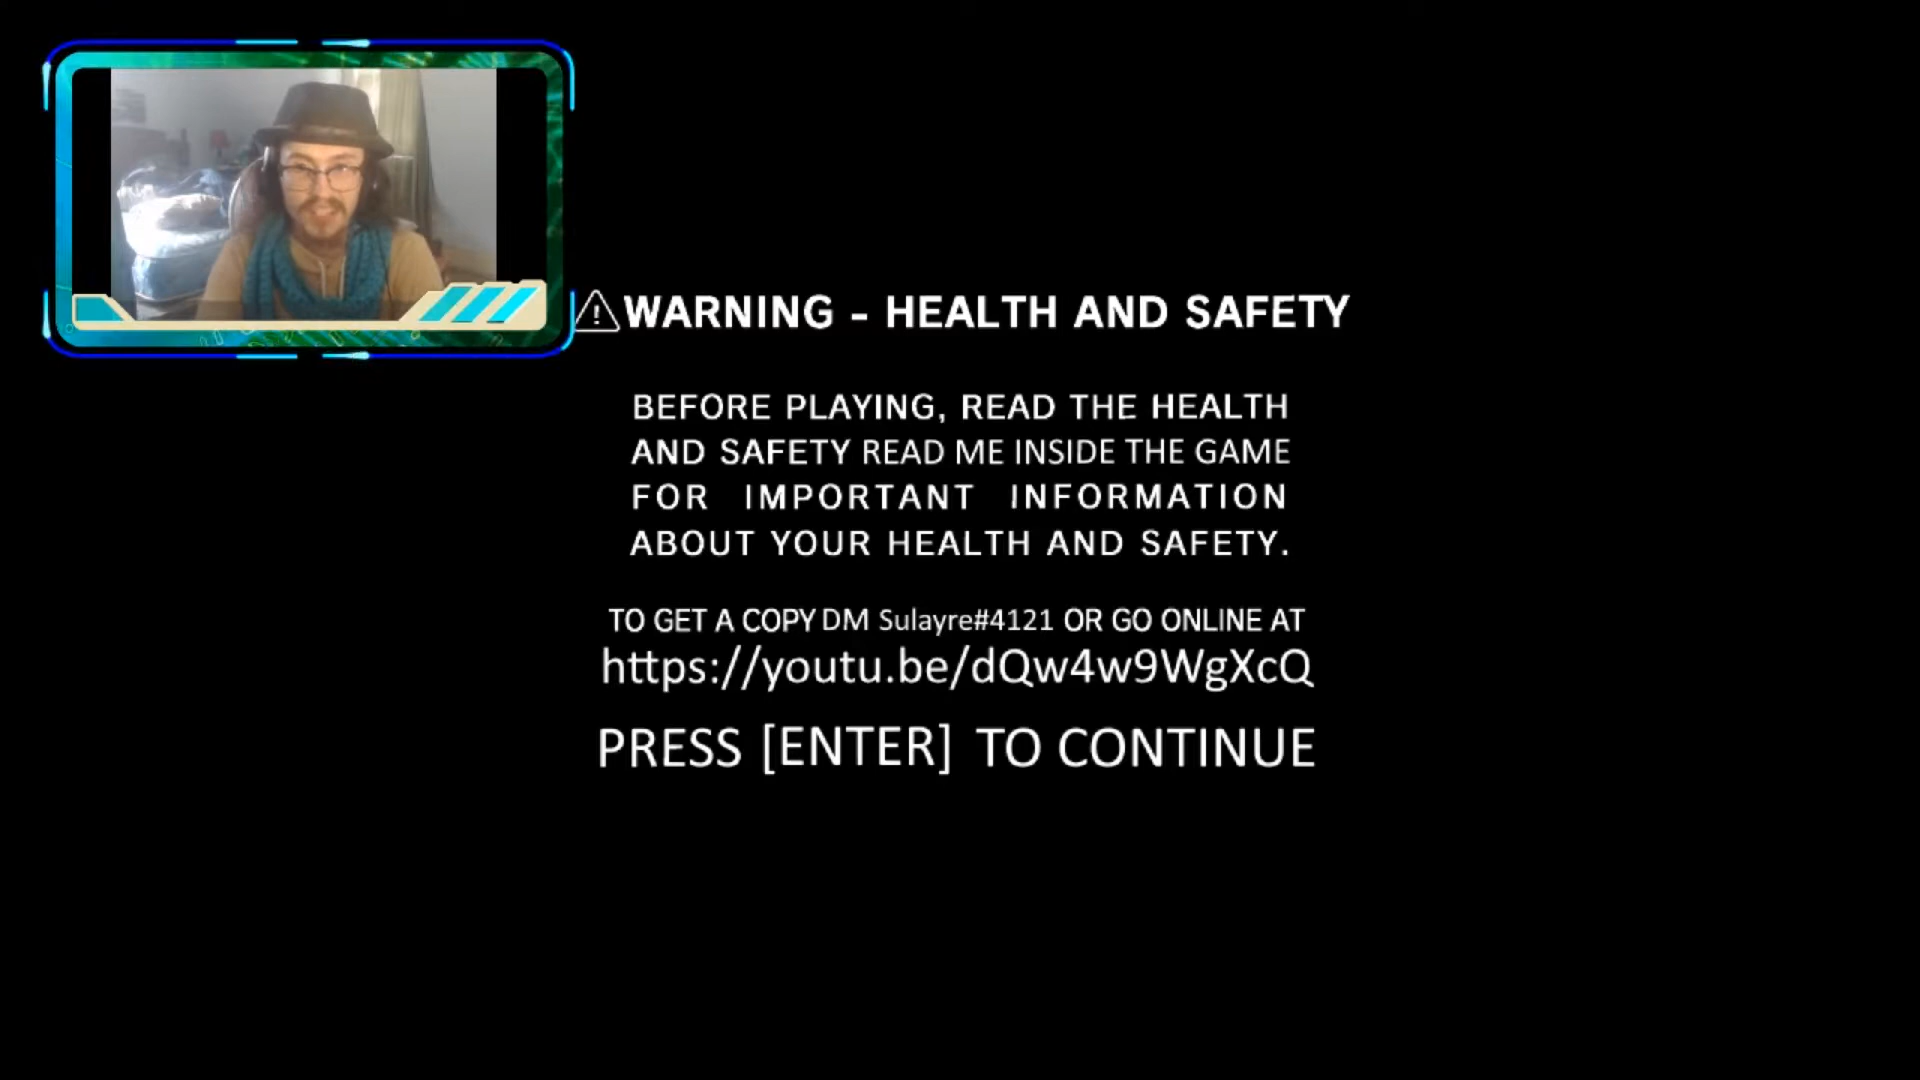 ⚠WARNING - HEALTH AND SAFETY
BEFORE PLAYING, READ THE HEALTH
AND SAFETY READ ME INSIDE THE GAME
FOR IMPORTANT INFORMATION
ABOUT YOUR HEALTH AND SAFETY.
TO GET A COPY DM Sulayre#4121 OR GO ONLINE AT
https://youtu.be/dQw4w9WgXcQ
PRESS [ENTER] TO CONTINUE